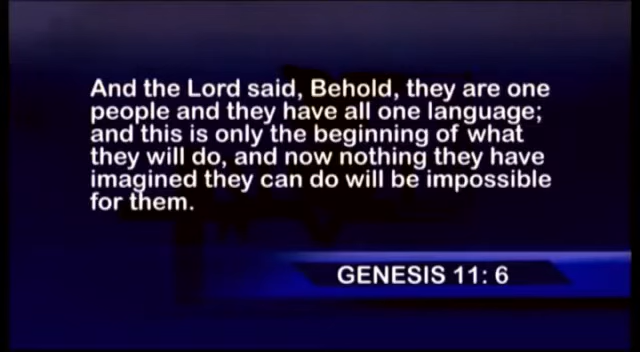 And the Lord said, Behold, they are one
people and they have all one language;
and this is only the beginning of what
they will do, and now nothing they have
imagined they can do will be impossible
for them.
GENESIS 11: 6